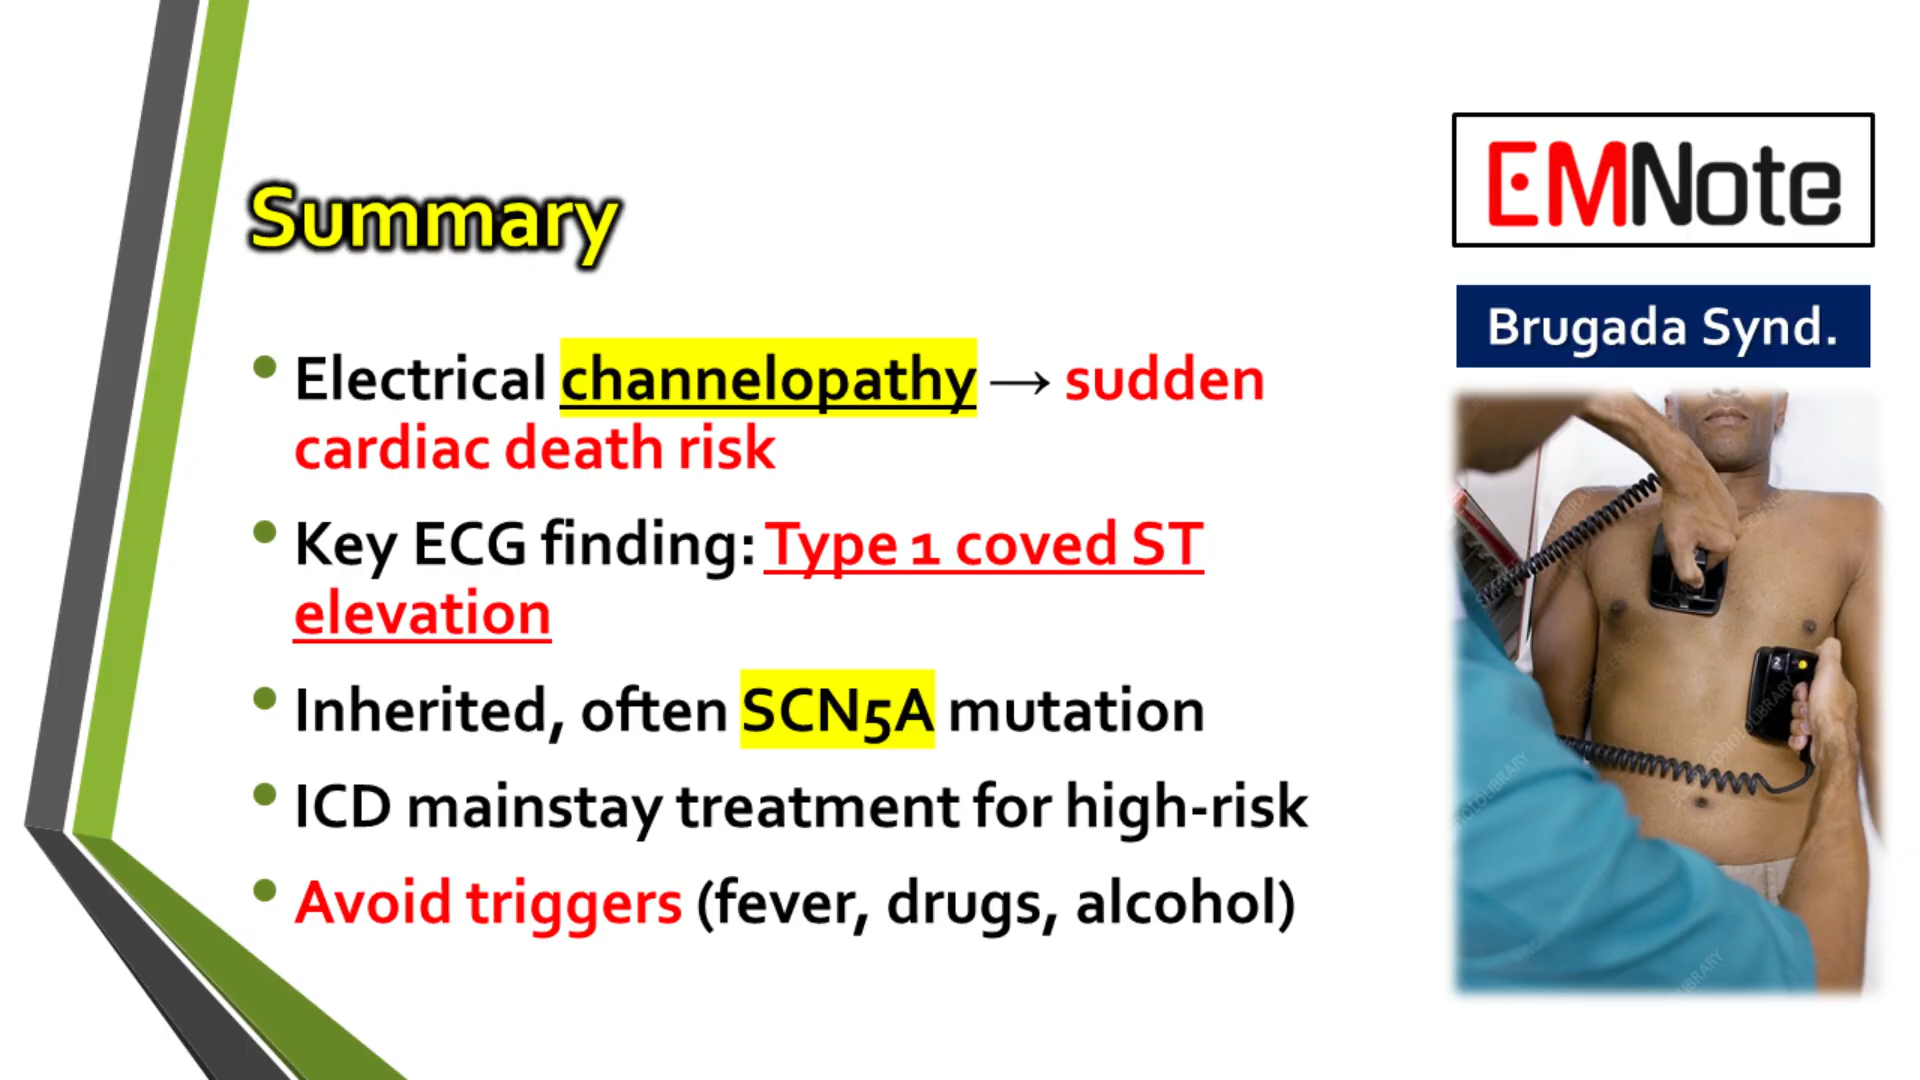 EMNote
Summary
Brugada Synd.
• Electrical channelopathy → sudden
cardiac death risk
• Key ECG finding: Type 1 coved ST
elevation
• Inherited, often SCN5A mutation
• ICD mainstay treatment for high-risk
• Avoid triggers (fever, drugs, alcohol)